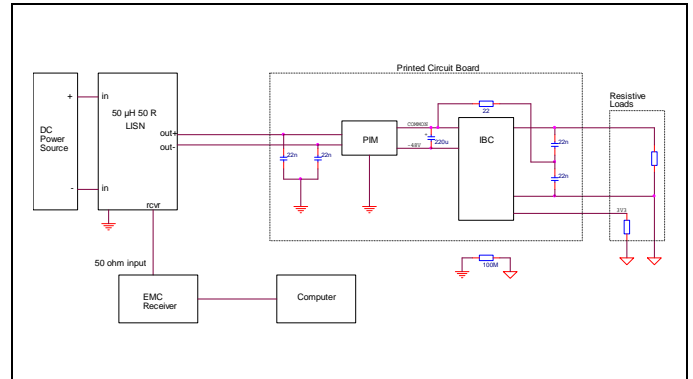 Printed Circuit Board
+
in
50 µH 50 R
LISN
out+
out-
DC
Power
Source
-
in
rcvr
22n
22n
PIM
COMMON
-48V
+
220u
22
IBC
22n
22n
Resistive
Loads
3V3
100M
50 ohm input
EMC
Receiver
Computer